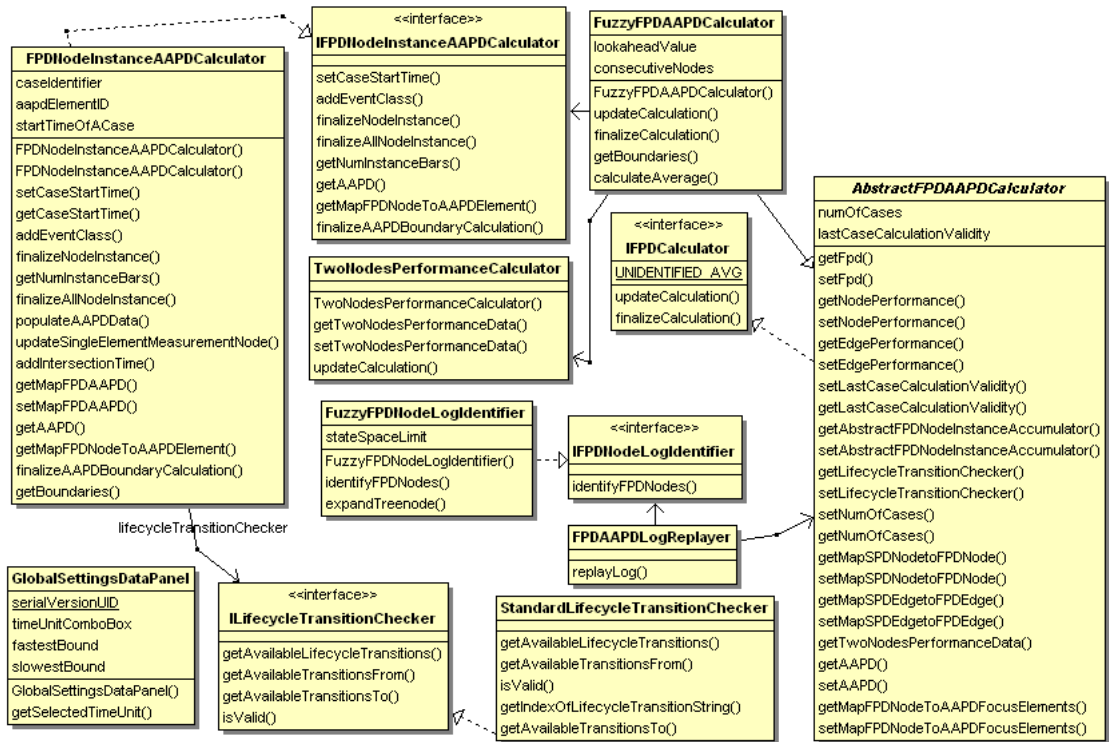 FPDNodeInstanceAAPDCalculator
caseIdentifier
aapdElementID
startTimeOfACase
FPDNodeInstanceAAPDCalculator()
FPDNodeInstanceAAPDCalculator()
setCaseStartTime()
getCaseStartTime()
addEventClass()
finalizeNodeInstance()
getNumInstanceBars()
finalizeAllNodeInstance()
populateAAPDData()
updateSingleElementMeasurementNode()
addIntersectionTime()
getMapFPDAAPD()
setMapFPDAAPD()
getAAPD()
getMapFPDNodeToAAPDElement()
finalizeAAPDBoundaryCalculation()
getBoundaries()
<<interface>>
IFPDNodeInstanceAAPDCalculator
setCaseStartTime()
addEventClass()
finalizeNodeInstance()
finalizeAllNodeInstance()
getNumInstanceBars()
getAAPD()
getMapFPDNodeToAAPDElement()
finalizeAAPDBoundaryCalculation()
FuzzyFPDAAPDCalculator
lookaheadValue
consecutiveNodes
FuzzyFPDAAPDCalculator()
updateCalculation()
finalizeCalculation()
getBoundaries()
calculateAverage()
TwoNodesPerformanceCalculator
TwoNodesPerformanceCalculator()
getTwoNodesPerformanceData()
setTwoNodesPerformanceData()
updateCalculation()
<<interface>>
IFPDCalculator
UNIDENTIFIED_AVG
updateCalculation()
finalizeCalculation()
AbstractFPDAAPDCalculator
numOfCases
lastCaseCalculationValidity
getFpd()
setFpd()
getNodePerformance()
setNodePerformance()
getEdgePerformance()
setEdgePerformance()
setLastCaseCalculationValidity()
getLastCaseCalculationValidity()
getAbstractFPDNodeInstanceAccumulator()
setAbstractFPDNodeInstanceAccumulator()
getLifecycleTransitionChecker()
setLifecycleTransitionChecker()
setNumOfCases()
getNumOfCases()
getMapSPDNodetoFPDNode()
setMapSPDNodetoFPDNode()
getMapSPDEdgetoFPDEdge()
setMapSPDEdgetoFPDEdge()
getTwoNodesPerformanceData()
getAAPD()
setAAPD()
getMapFPDNodeToAAPDFocusElements()
setMapFPDNodeToAAPDFocusElements()
FuzzyFPDNodeLogIdentifier
stateSpaceLimit
FuzzyFPDNodeLogIdentifier()
identifyFPDNodes()
expandTreenode()
<<interface>>
IFPDNodeLogIdentifier
identifyFPDNodes()
FPDAAPDLogReplayer
replayLog()
lifecycleTransitionChecker
GlobalSettingsDataPanel
serialVersionUID
timeUnitComboBox
fastestBound
slowestBound
GlobalSettingsDataPanel()
getSelectedTimeUnit()
<<interface>>
ILifecycleTransitionChecker
getAvailableLifecycleTransitions()
getAvailableTransitionsFrom()
getAvailableTransitionsTo()
isValid()
StandardLifecycleTransitionChecker
getAvailableLifecycleTransitions()
getAvailableTransitionsFrom()
isValid()
getIndexOfLifecycleTransitionString()
getAvailableTransitionsTo()